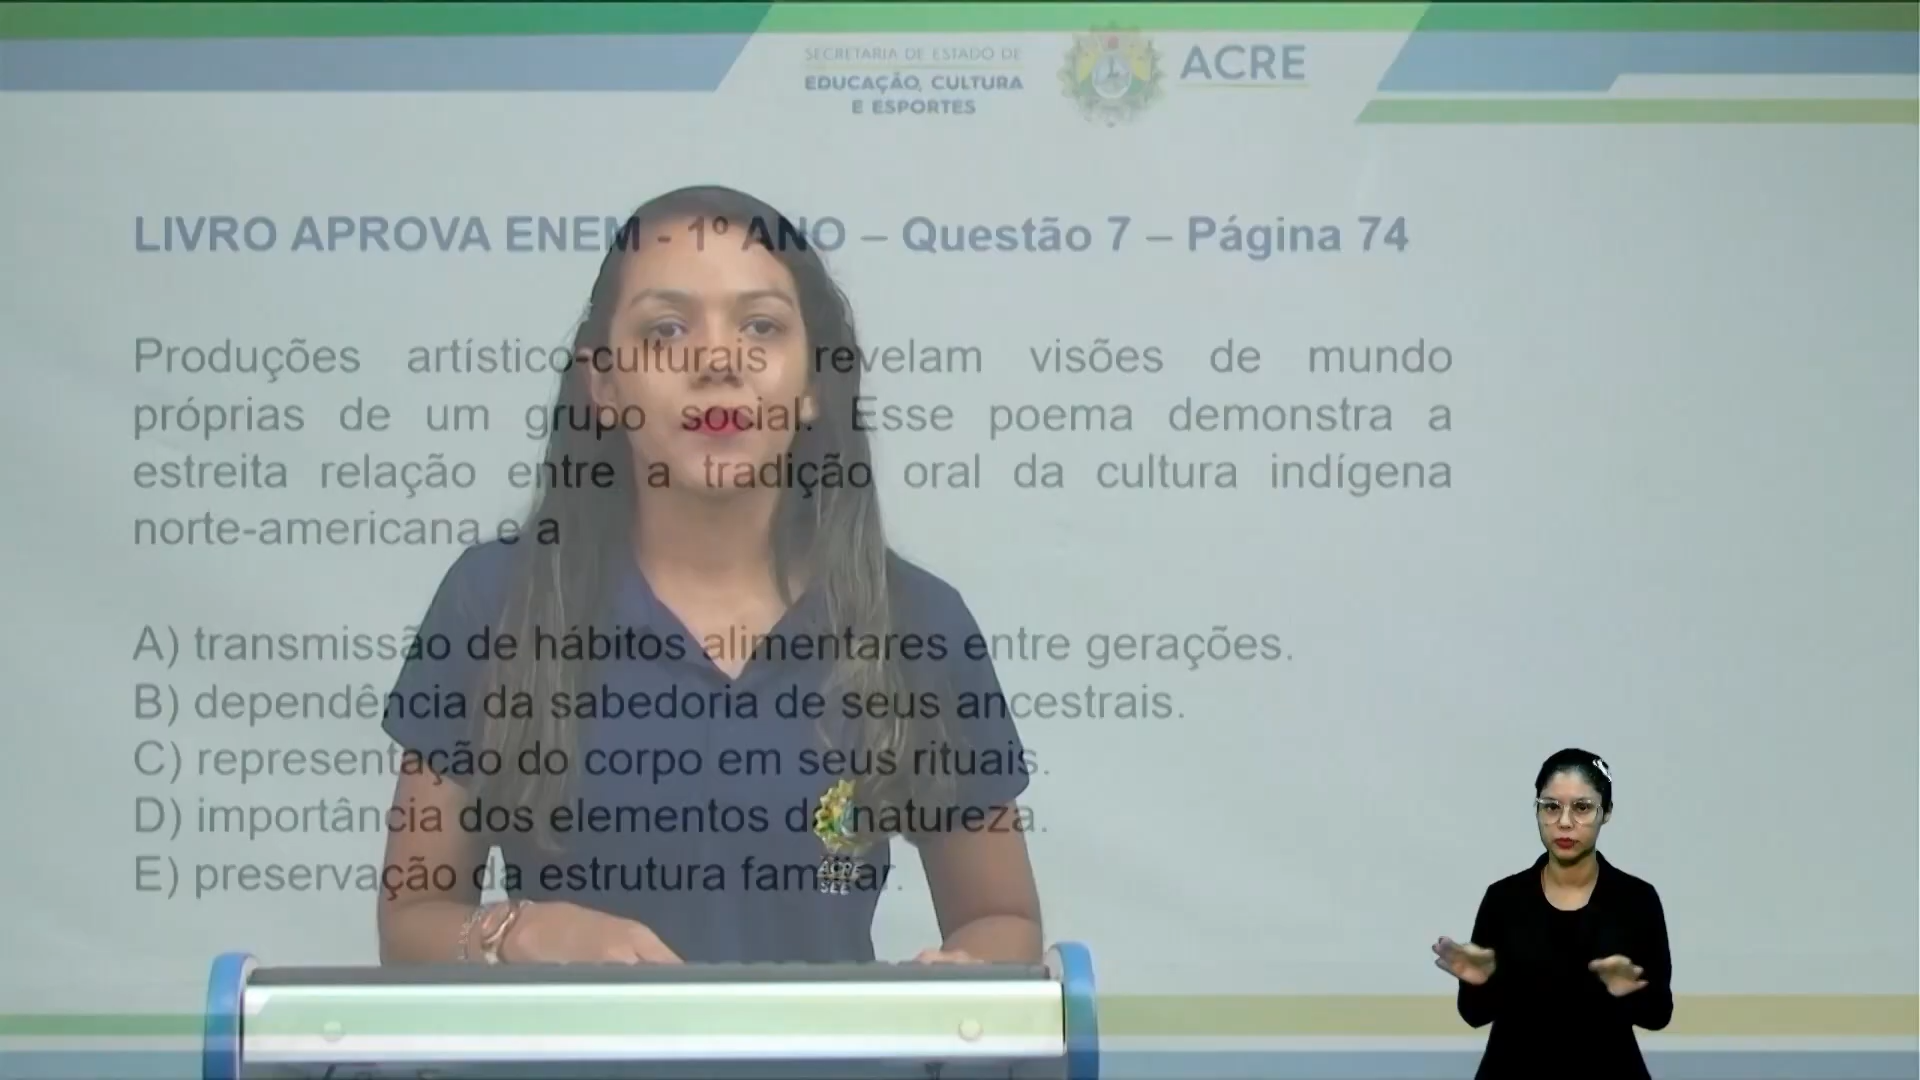 SECRETARIA DE ESTADO DE
EDUCAÇÃO, CULTURA
E ESPORTES
ACRE
LIVRO APROVA ENEM - 1º ANO – Questão 7 – Página 74
Produções artístico-culturais revelam visões de mundo
próprias de um grupo social. Esse poema demonstra a
estreita relação entre a tradição oral da cultura indígena
norte-americana e a
A) transmissão de hábitos alimentares entre gerações.
B) dependência da sabedoria de seus ancestrais.
C) representação do corpo em seus rituais.
D) importância dos elementos da natureza.
E) preservação da estrutura familiar.
ACRE
SEE